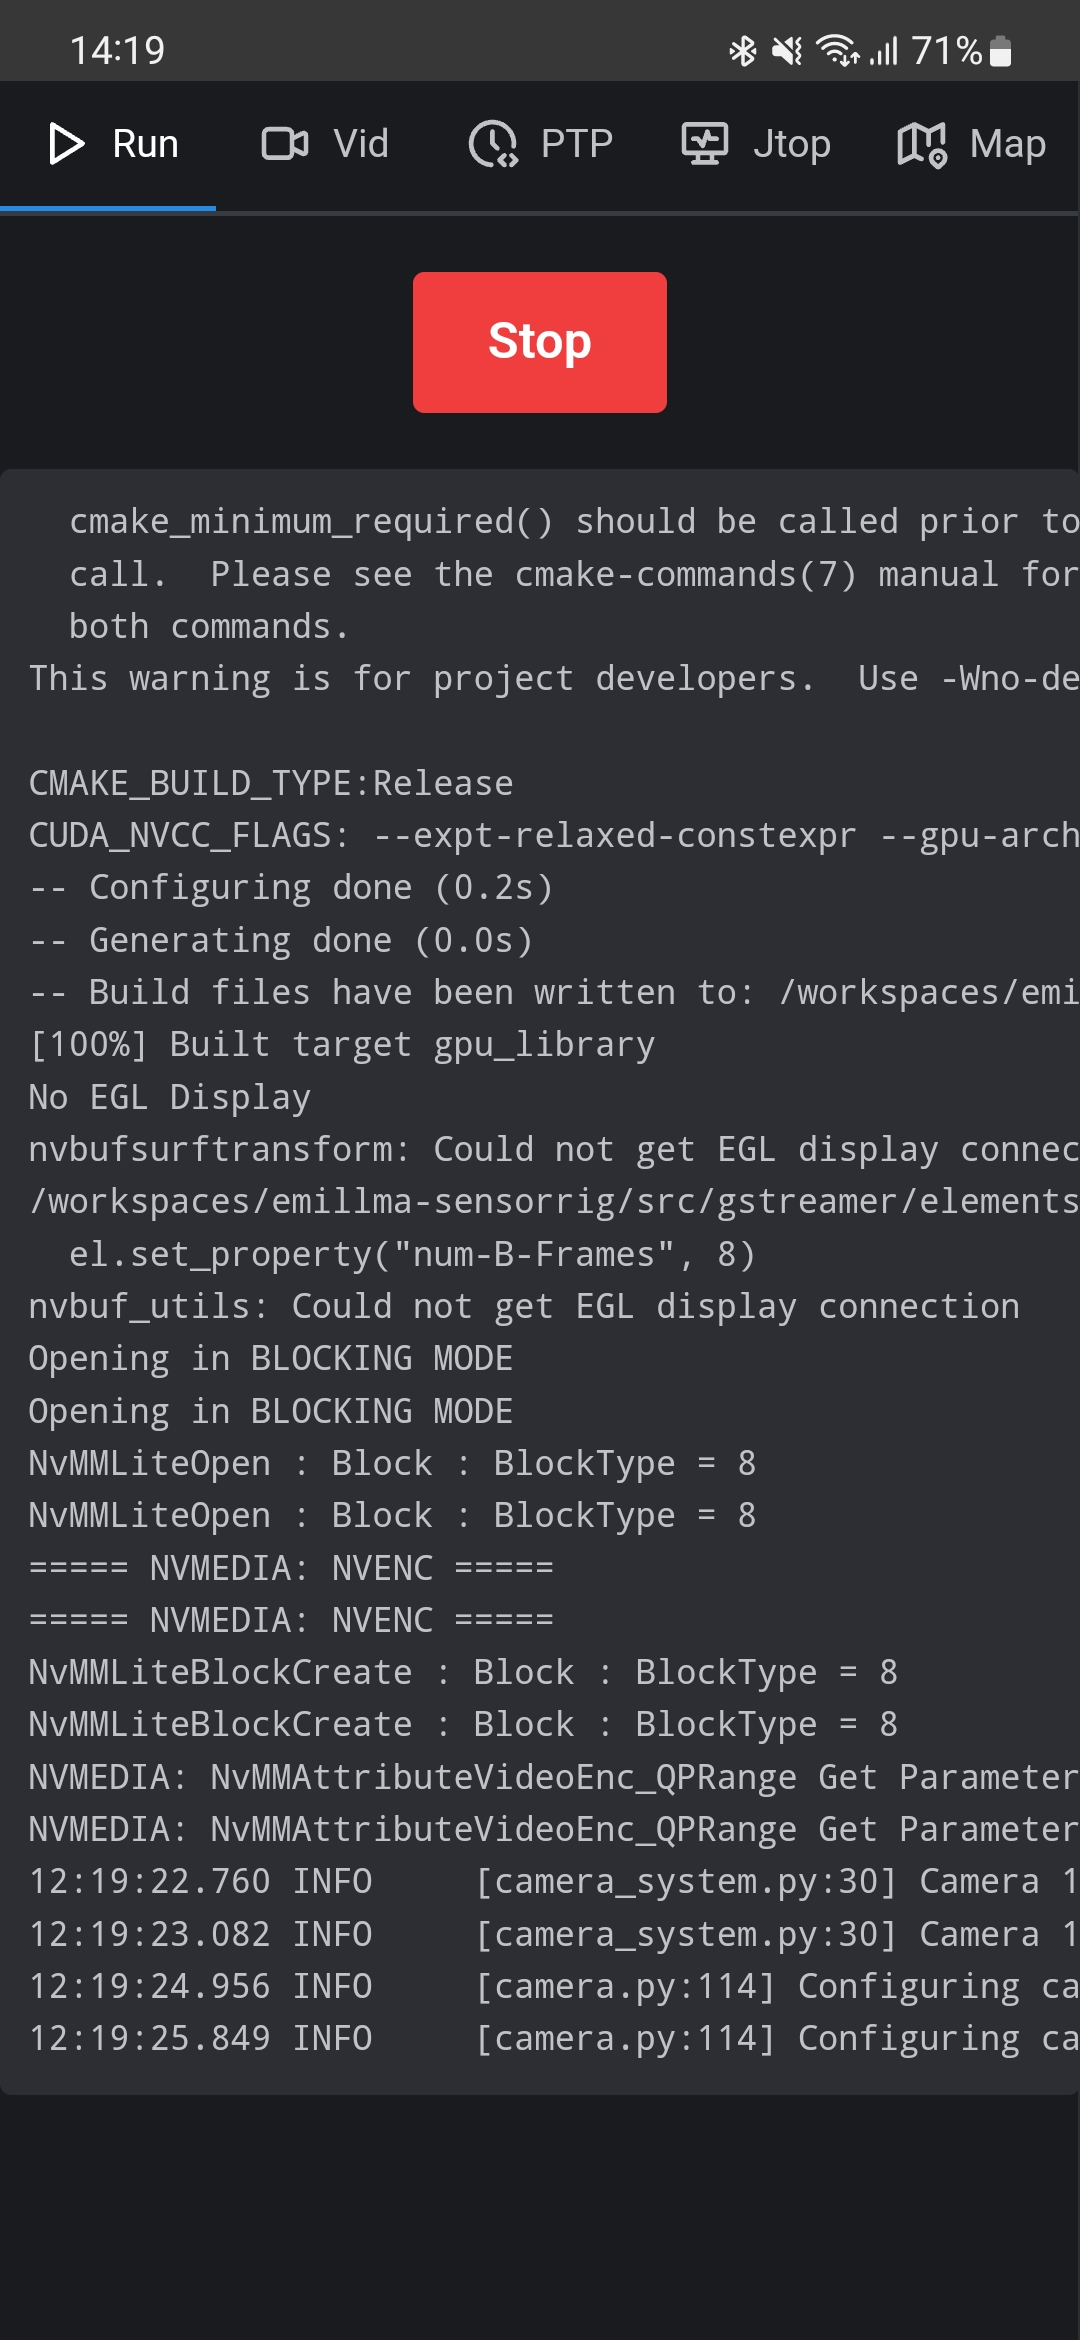 14:19 71%
Run Vid PTP Jtop Map
Stop
cmake_minimum_required() should be called prior to
call.  Please see the cmake-commands(7) manual for
both commands.
This warning is for project developers.  Use -Wno-de
CMAKE_BUILD_TYPE:Release
CUDA_NVCC_FLAGS: --expt-relaxed-constexpr --gpu-arch
-- Configuring done (0.2s)
-- Generating done (0.0s)
-- Build files have been written to: /workspaces/emi
[100%] Built target gpu_library
No EGL Display
nvbufsurftransform: Could not get EGL display connec
/workspaces/emillma-sensorrig/src/gstreamer/elements
el.set_property("num-B-Frames", 8)
nvbuf_utils: Could not get EGL display connection
Opening in BLOCKING MODE
Opening in BLOCKING MODE
NvMMLiteOpen : Block : BlockType = 8
NvMMLiteOpen : Block : BlockType = 8
===== NVMEDIA: NVENC =====
===== NVMEDIA: NVENC =====
NvMMLiteBlockCreate : Block : BlockType = 8
NvMMLiteBlockCreate : Block : BlockType = 8
NVMEDIA: NvMMAttributeVideoEnc_QPRange Get Parameter
NVMEDIA: NvMMAttributeVideoEnc_QPRange Get Parameter
12:19:22.760 INFO     [camera_system.py:30] Camera 1
12:19:23.082 INFO     [camera_system.py:30] Camera 1
12:19:24.956 INFO     [camera.py:114] Configuring ca
12:19:25.849 INFO     [camera.py:114] Configuring ca